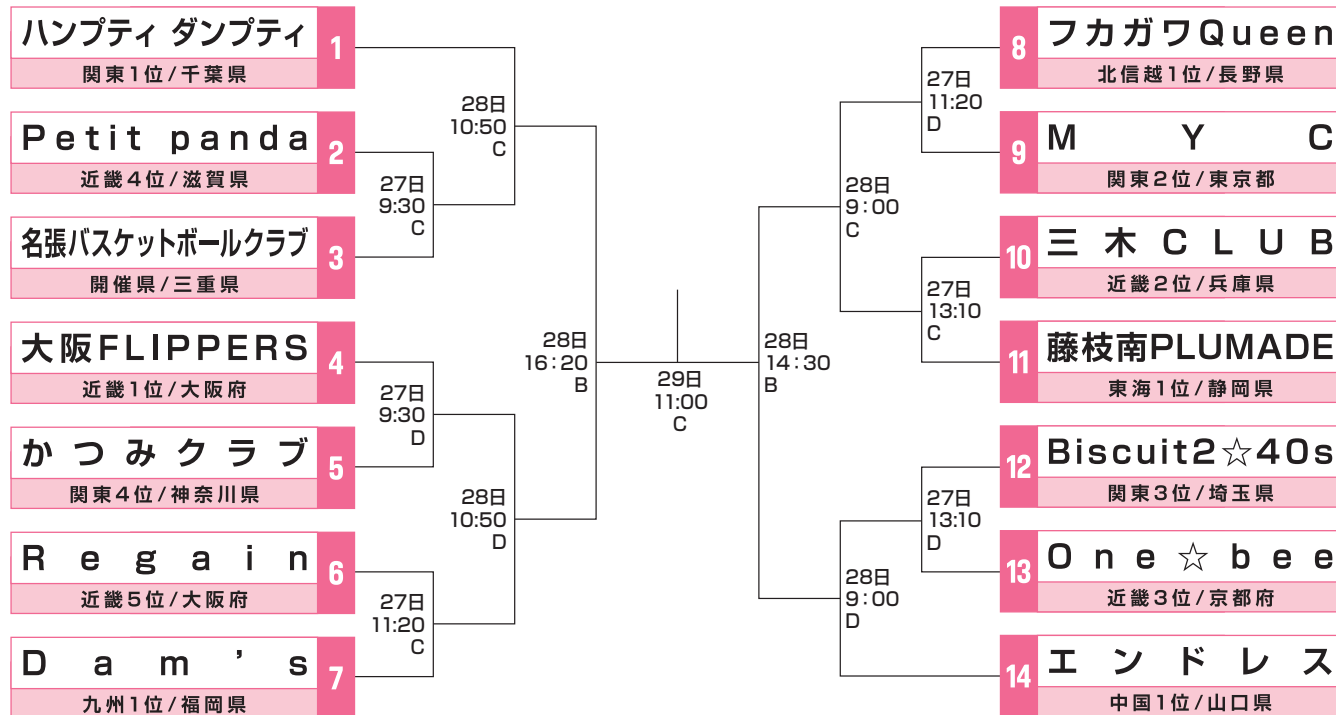 ハンプティ ダンプティ
1
関東1位/千葉県
Petit panda
2
近畿4位/滋賀県
名張バスケットボールクラブ
3
開催県/三重県
大阪FLIPPERS
4
近畿1位/大阪府
かつみクラブ
5
関東4位/神奈川県
Regain
6
近畿5位/大阪府
Dam's
7
九州1位/福岡県
27日
9:30
C
27日
9:30
D
27日
11:20
C
28日
10:50
C
28日
10:50
D
28日
16:20
B
29日
11:00
C
28日
14:30
B
28日
9:00
C
28日
9:00
D
27日
11:20
D
27日
13:10
C
27日
13:10
D
8
フカガワQueen
北信越1位/長野県
9
MYC
関東2位/東京都
10
三木CLUB
近畿2位/兵庫県
11
藤枝南PLUMADE
東海1位/静岡県
12
Biscuit2☆40s
関東3位/埼玉県
13
One☆bee
近畿3位/京都府
14
エンドレス
中国1位/山口県